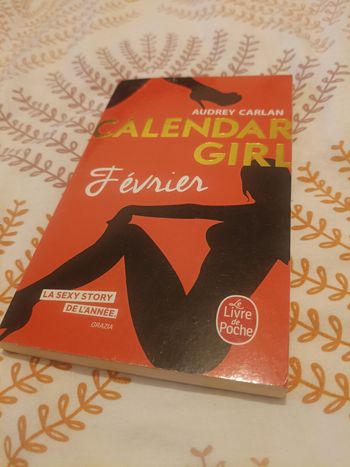 AUDREY CARLAN
CALENDAR
GIRL
Février
LA SEXY STORY
DE L'ANNÉE
GRAZIA
Le
Livre
de
Poche